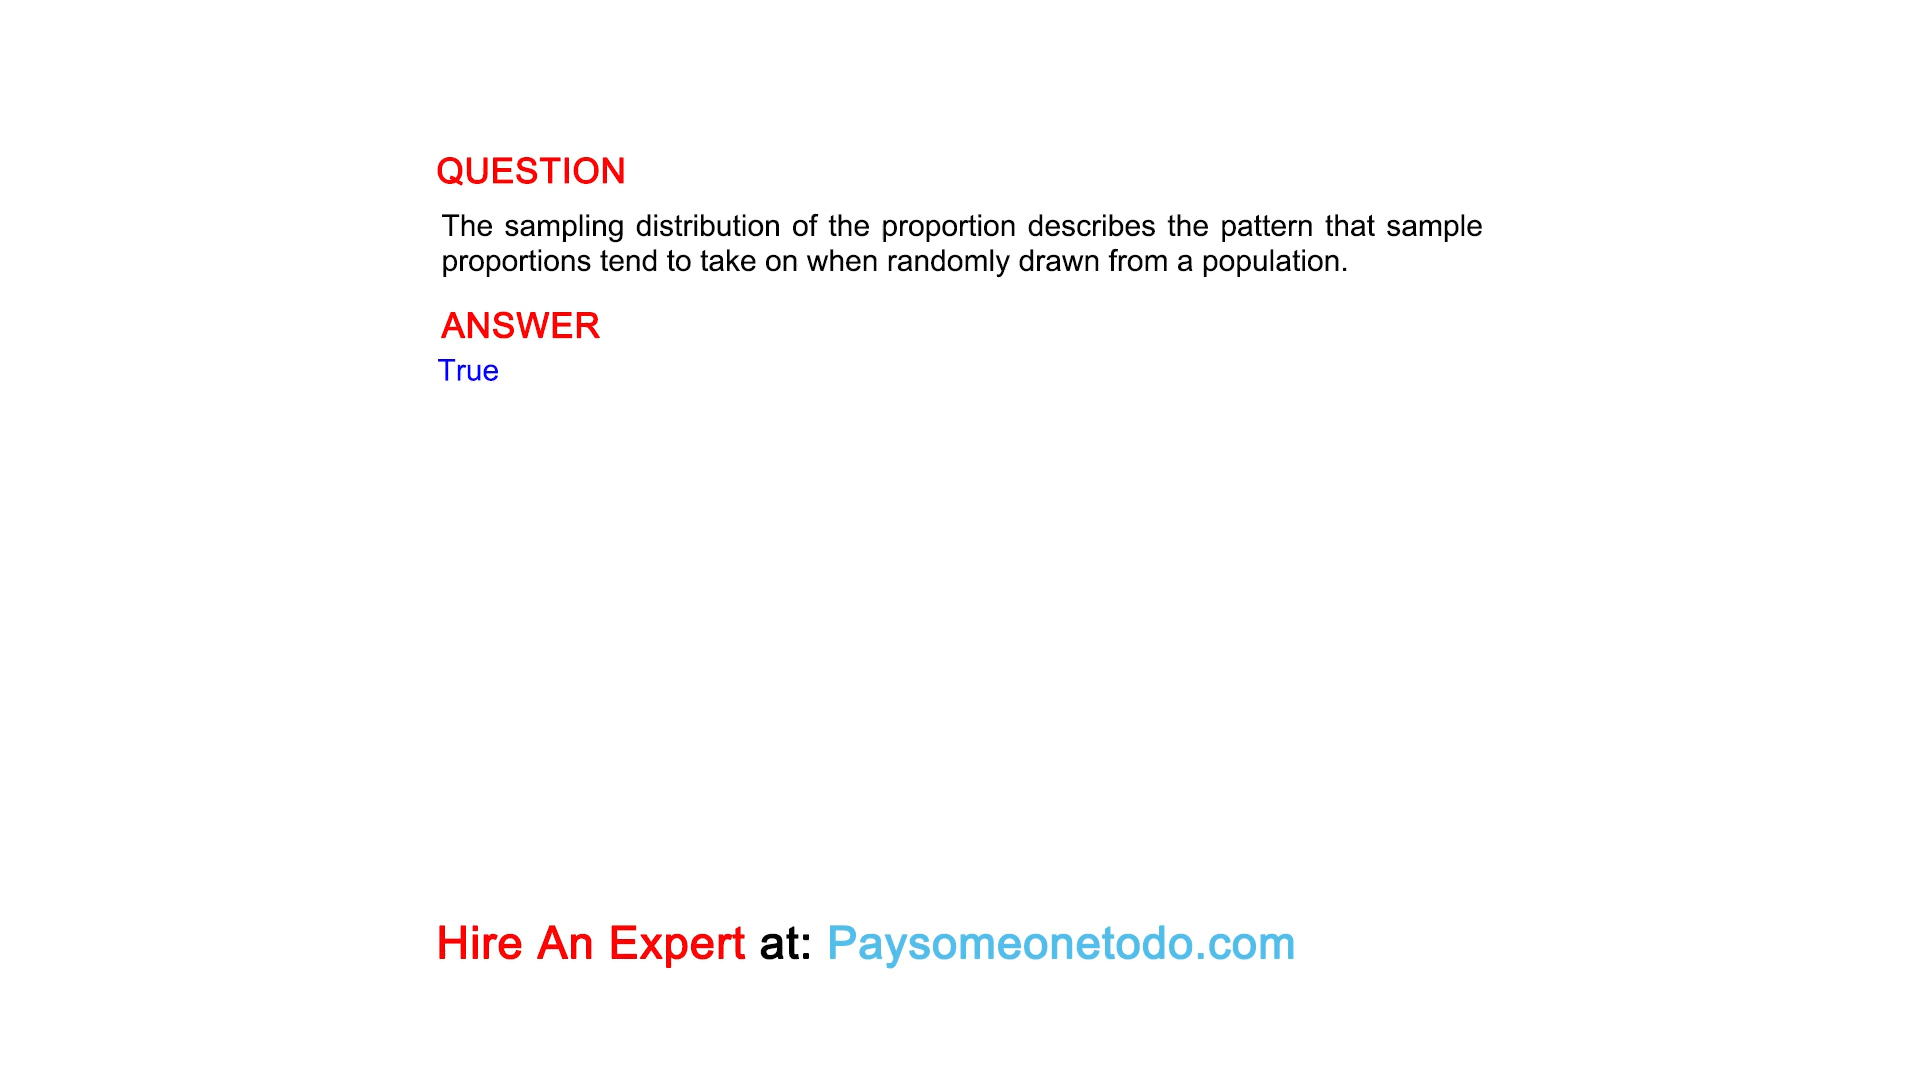 QUESTION
The sampling distribution of the proportion describes the pattern that sample
proportions tend to take on when randomly drawn from a population.
ANSWER
True
Hire An Expert at: Paysomeonetodo.com